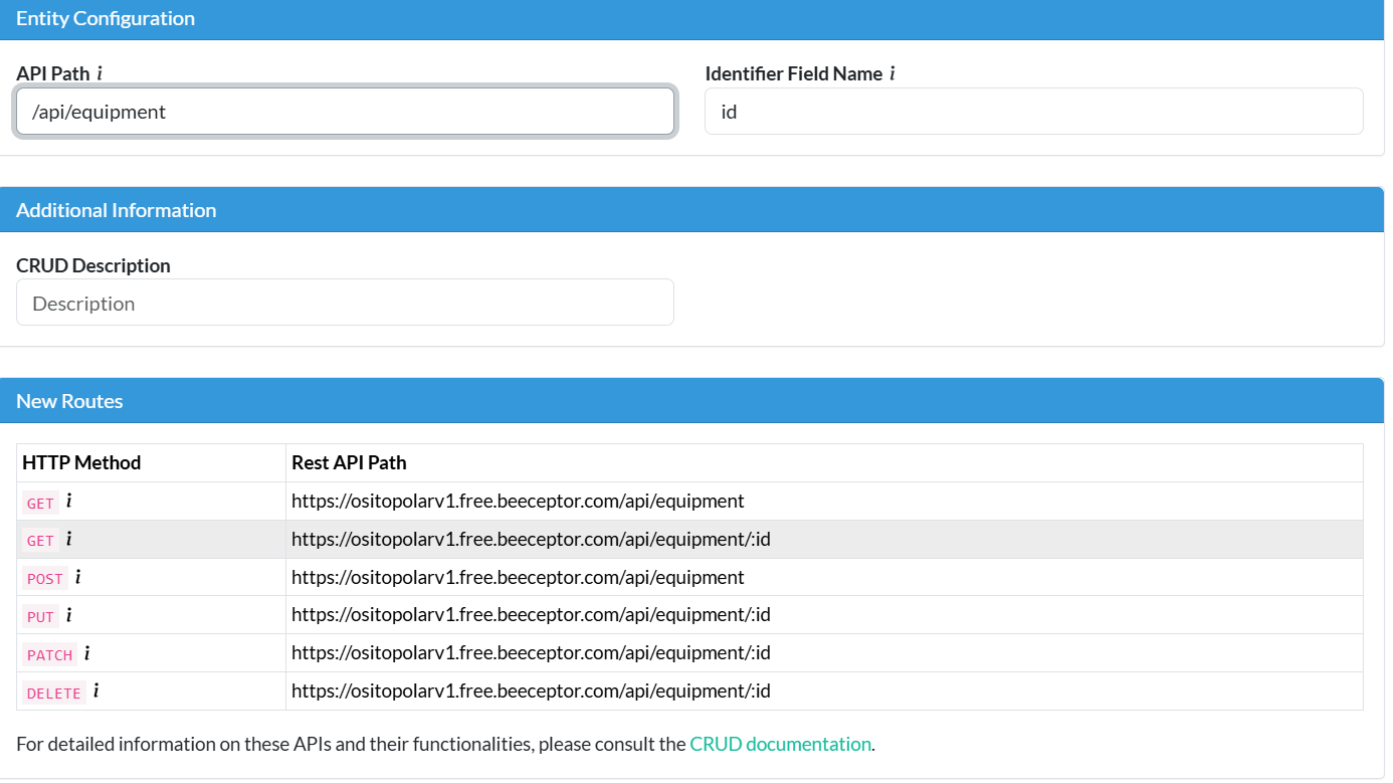 Entity Configuration
API Path i Identifier Field Name i
/api/equipment id
Additional Information
CRUD Description
Description
New Routes
HTTP Method Rest API Path
GET i https://ositopolarv1.free.beeceptor.com/api/equipment
GET i https://ositopolarv1.free.beeceptor.com/api/equipment/:id
POST i https://ositopolarv1.free.beeceptor.com/api/equipment
PUT i https://ositopolarv1.free.beeceptor.com/api/equipment/:id
PATCH i https://ositopolarv1.free.beeceptor.com/api/equipment/:id
DELETE i https://ositopolarv1.free.beeceptor.com/api/equipment/:id
For detailed information on these APIs and their functionalities, please consult the CRUD documentation.